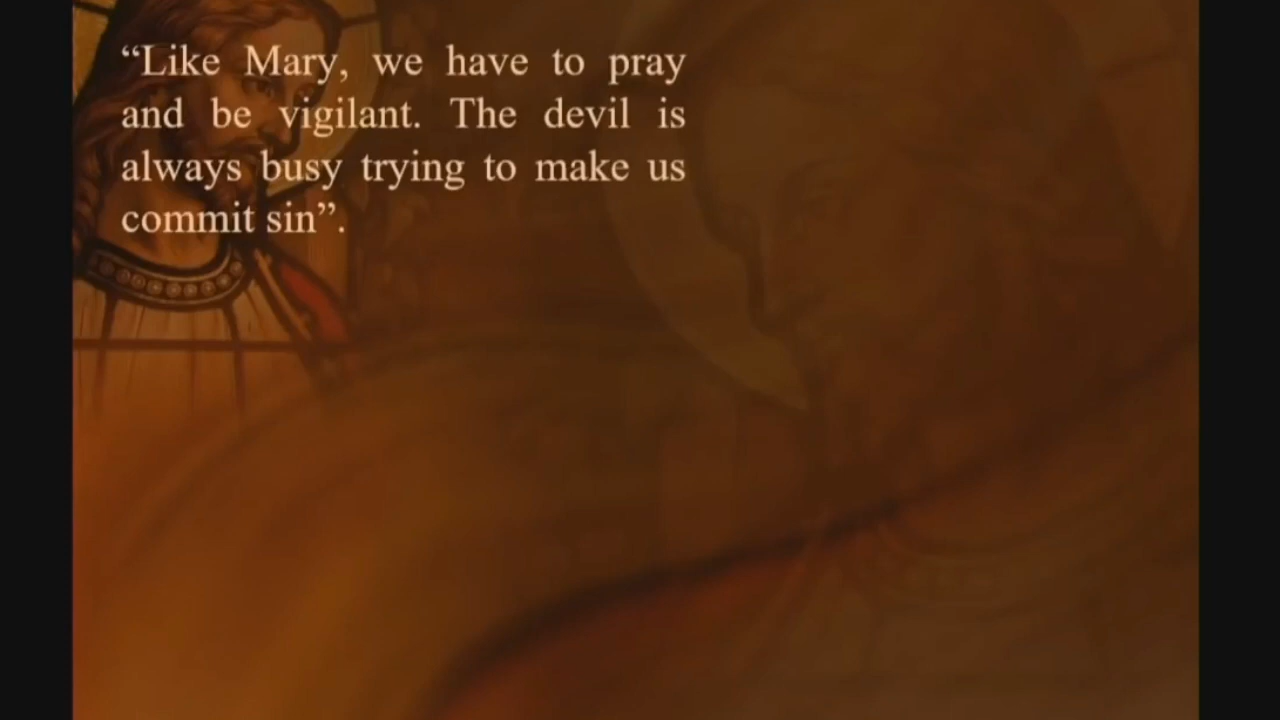 “Like Mary, we have to pray
and be vigilant. The devil is
always busy trying to make us
commit sin”.